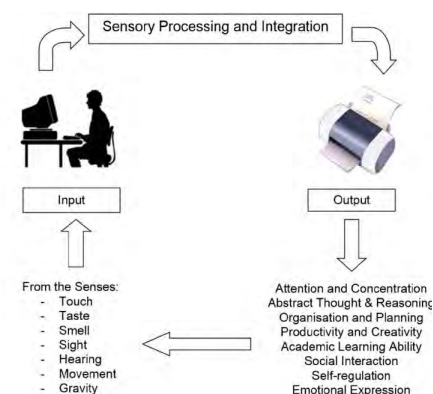 Sensory Processing and Integration
Input
Output
From the Senses:
- Touch
- Taste
- Smell
- Sight
- Hearing
- Movement
- Gravity
Attention and Concentration
Abstract Thought & Reasoning
Organisation and Planning
Productivity and Creativity
Academic Learning Ability
Social Interaction
Self-regulation
Emotional Expression